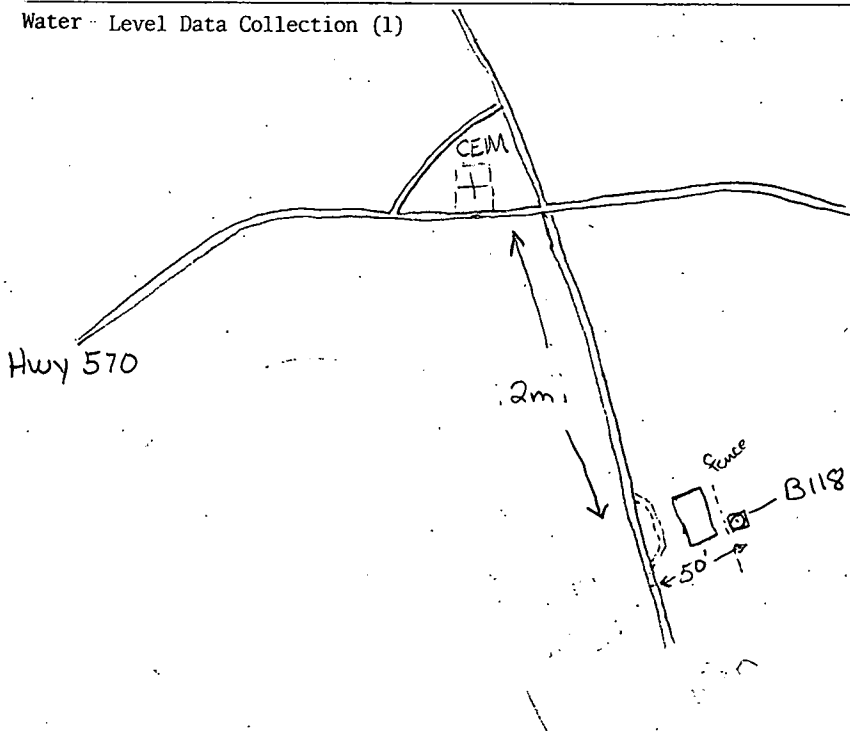 Water Level Data Collection (1)
CEM
Hwy 570
.2mi
fence
B118
50'